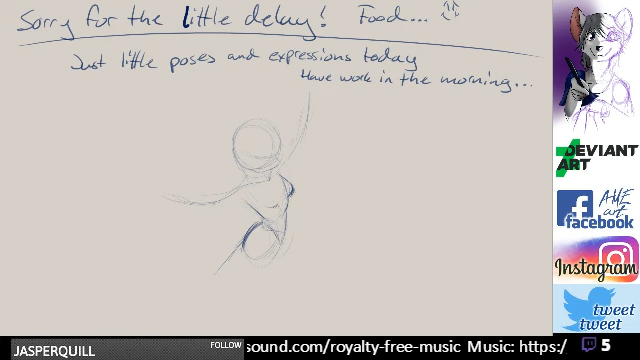 Sorry for the little delay! Food...
Just little poses and expressions today
Have work in the morning...
DEVIANT
ART
AHE
art
facebook
Instagram
tweet
tweet
JASPERQUILL
FOLLOW
sound.com/royalty-free-music Music: https:/
5